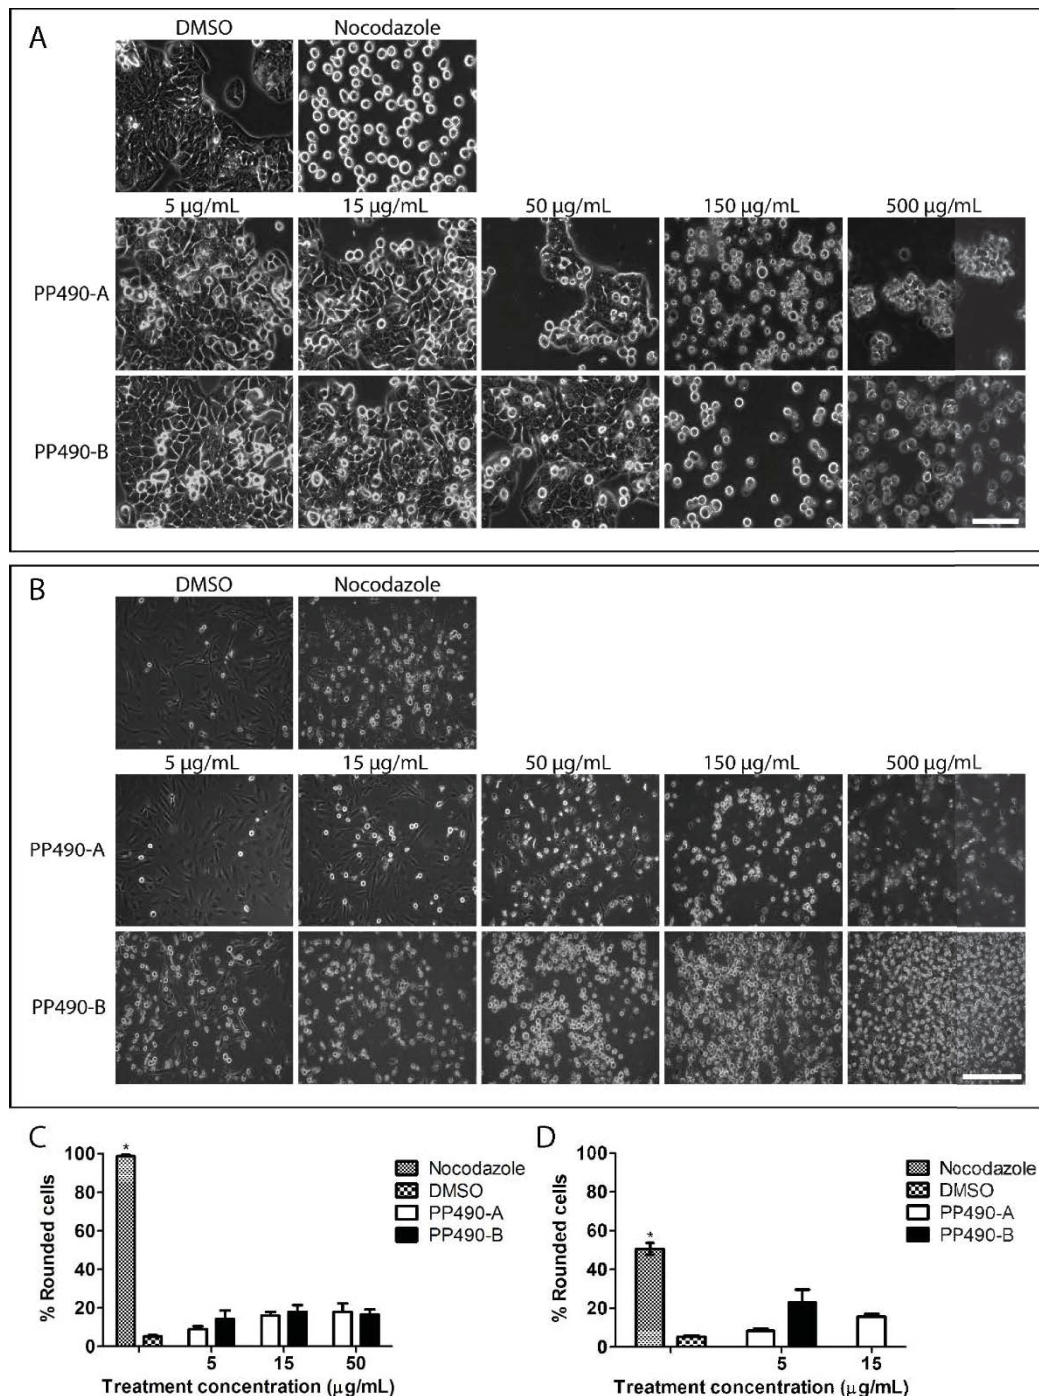 A
DMSO Nocodazole
5 µg/mL 15 µg/mL 50 µg/mL 150 µg/mL 500 µg/mL
PP490-A
PP490-B
B
DMSO Nocodazole
5 µg/mL 15 µg/mL 50 µg/mL 150 µg/mL 500 µg/mL
PP490-A
PP490-B
C
% Rounded cells
100
80
60
40
20
0
*
Nocodazole
DMSO
PP490-A
PP490-B
5 15 50
Treatment concentration (µg/mL)
D
% Rounded cells
100
80
60
40
20
0
*
Nocodazole
DMSO
PP490-A
PP490-B
5 15
Treatment concentration (µg/mL)